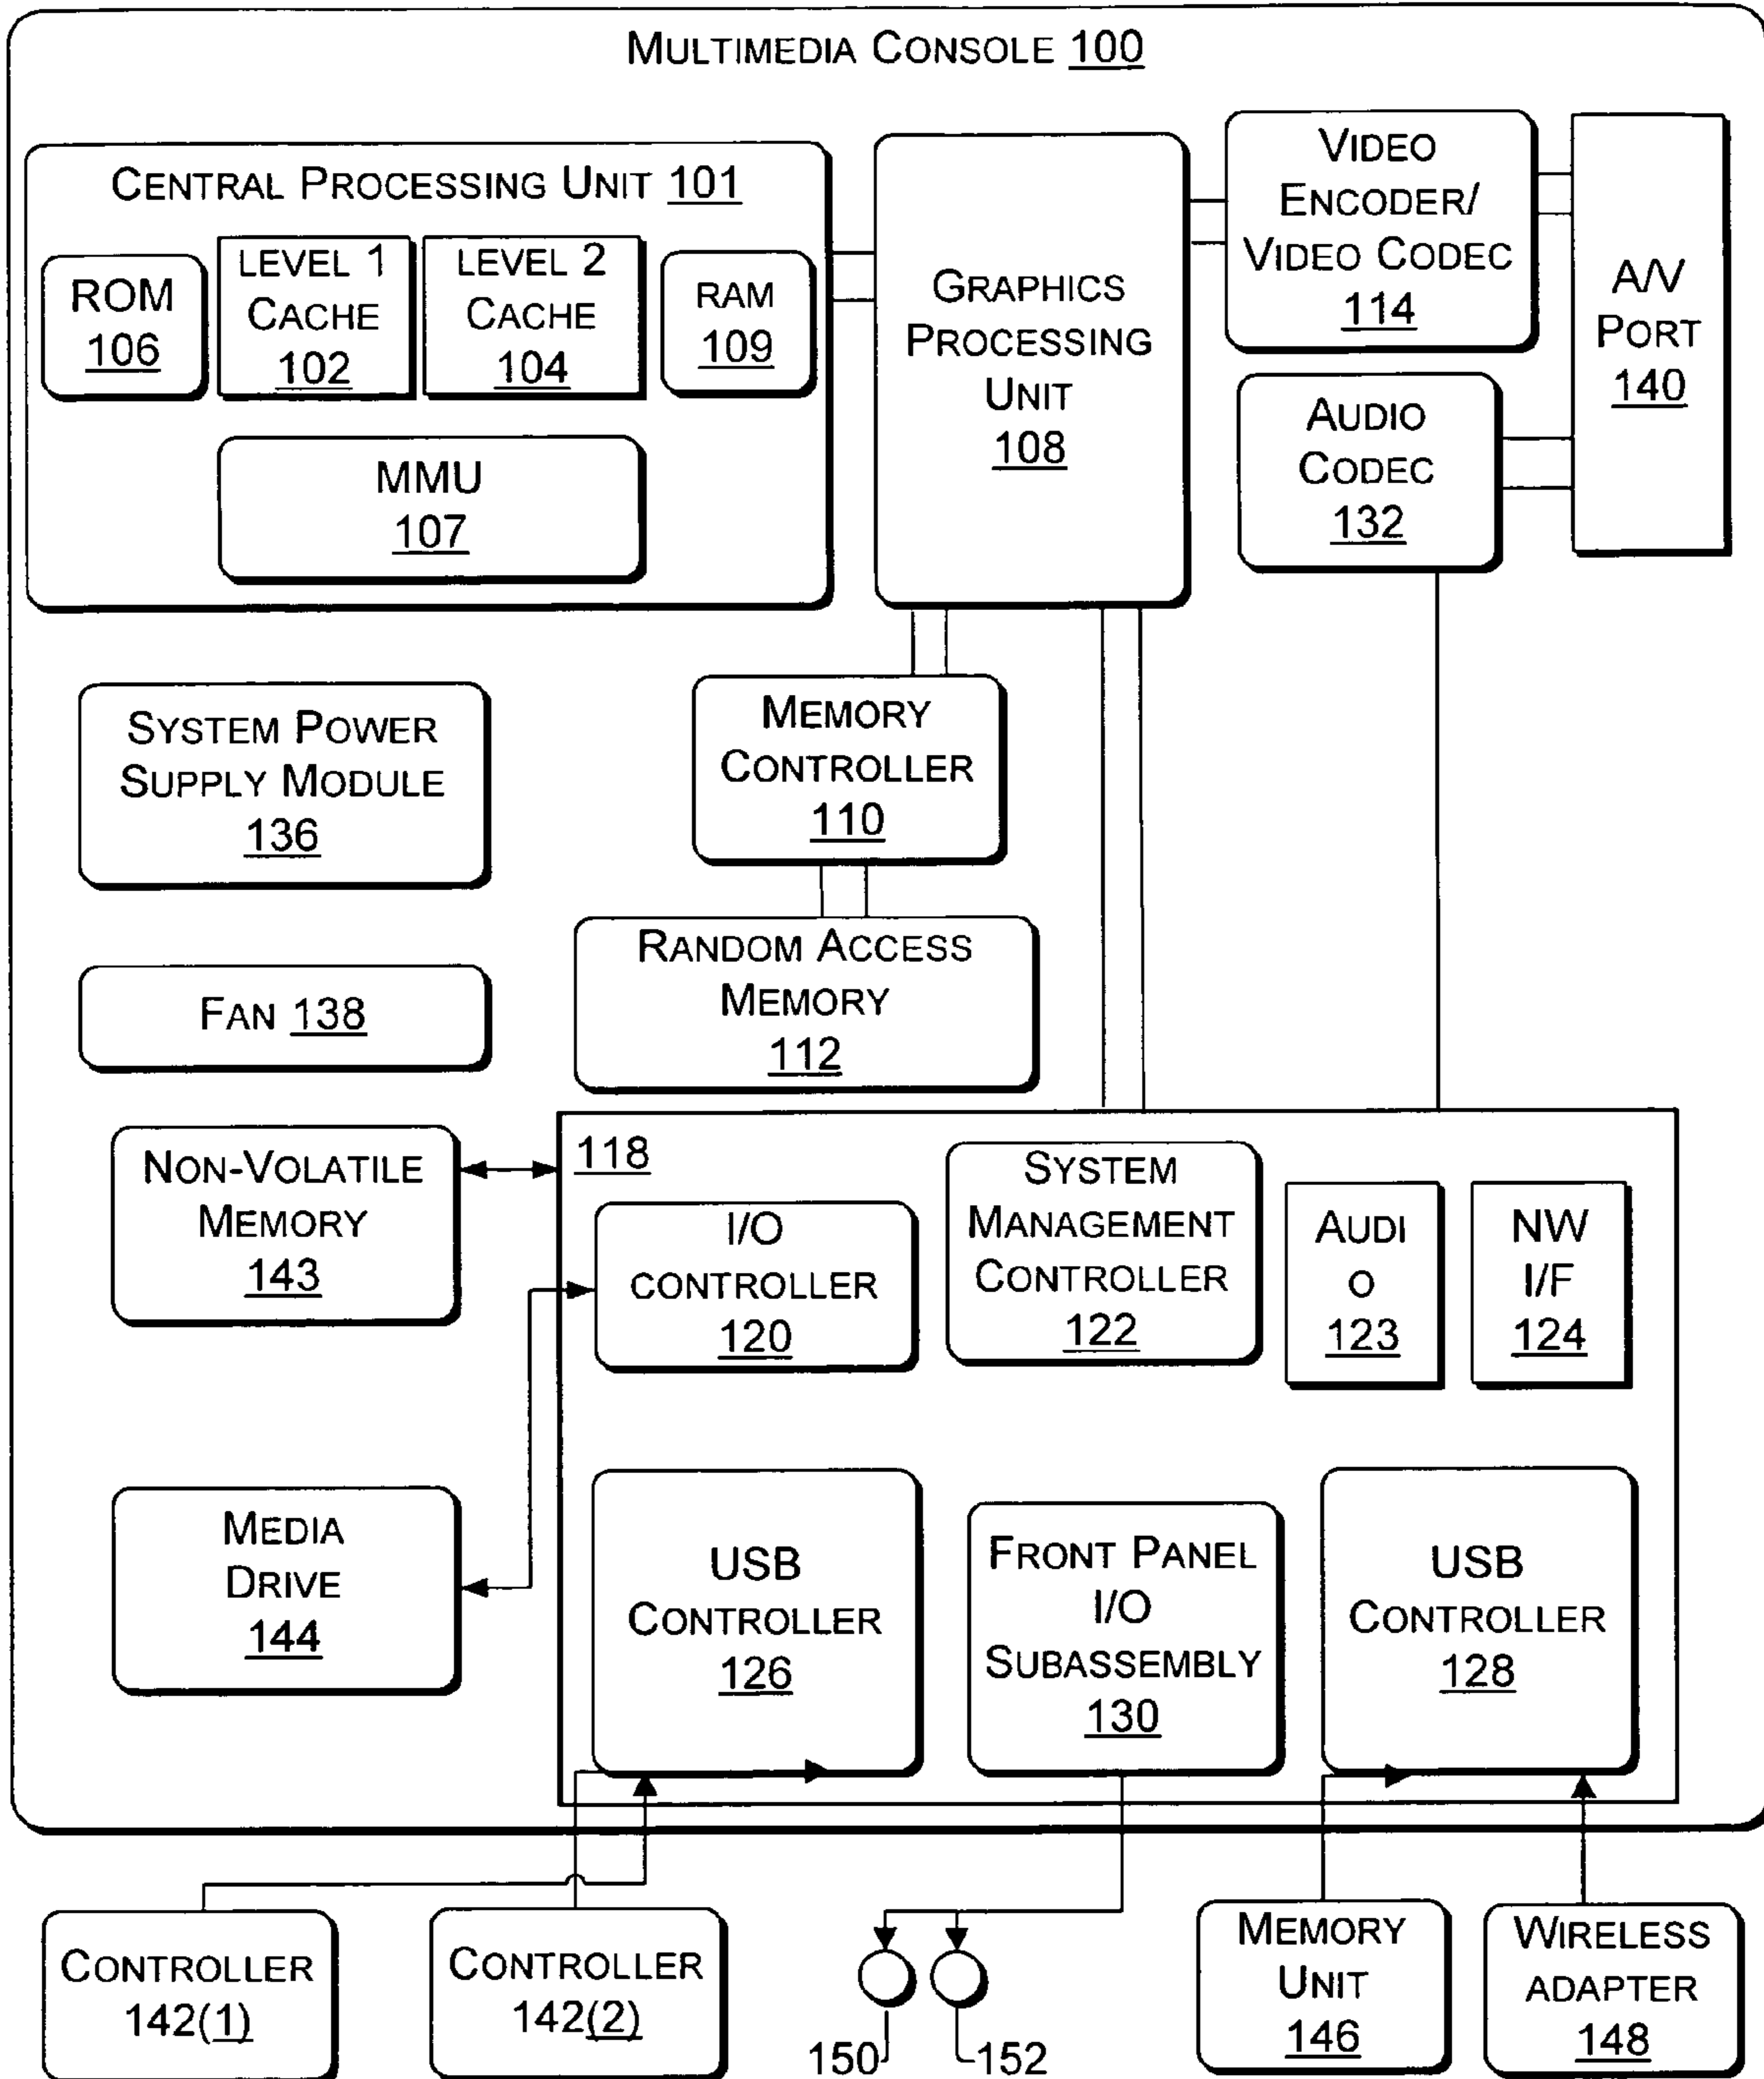 MULTIMEDIA CONSOLE 100
CENTRAL PROCESSING UNIT 101
ROM
106
LEVEL 1
CACHE
102
LEVEL 2
CACHE
104
RAM
109
MMU
107
GRAPHICS
PROCESSING
UNIT
108
VIDEO
ENCODER/
VIDEO CODEC
114
AUDIO
CODEC
132
A/V
PORT
140
SYSTEM POWER
SUPPLY MODULE
136
MEMORY
CONTROLLER
110
FAN 138
RANDOM ACCESS
MEMORY
112
NON-VOLATILE
MEMORY
143
118
I/O
CONTROLLER
120
SYSTEM
MANAGEMENT
CONTROLLER
122
AUDI
O
123
NW
I/F
124
MEDIA
DRIVE
144
USB
CONTROLLER
126
FRONT PANEL
I/O
SUBASSEMBLY
130
USB
CONTROLLER
128
CONTROLLER
142(1)
CONTROLLER
142(2)
150
152
MEMORY
UNIT
146
WIRELESS
ADAPTER
148